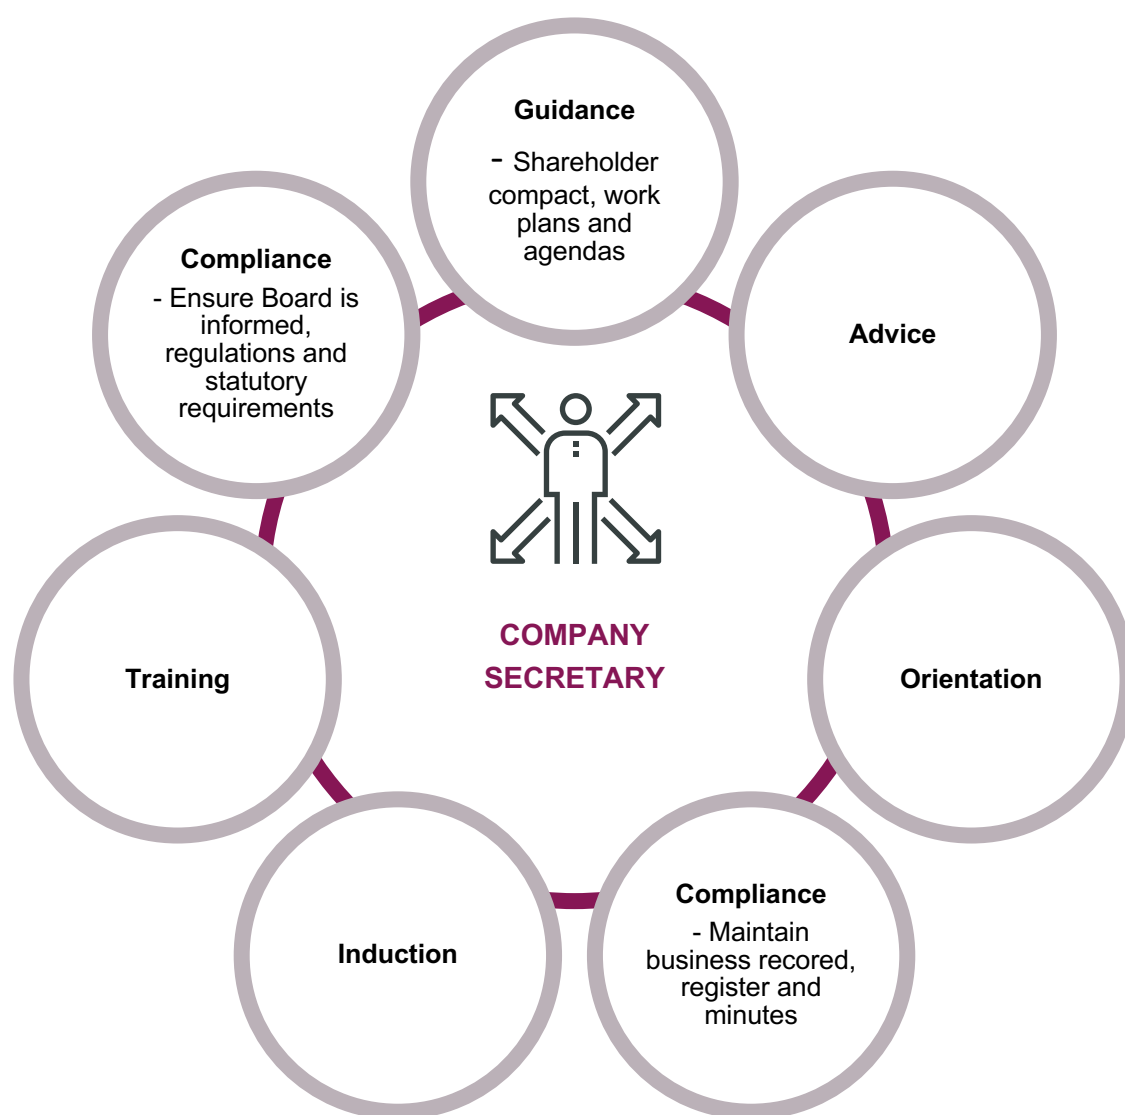 Guidance
- Shareholder
compact, work
plans and
agendas
Advice
Orientation
Compliance
- Maintain
business recored,
register and
minutes
Induction
Training
Compliance
- Ensure Board is
informed,
regulations and
statutory
requirements
COMPANY
SECRETARY